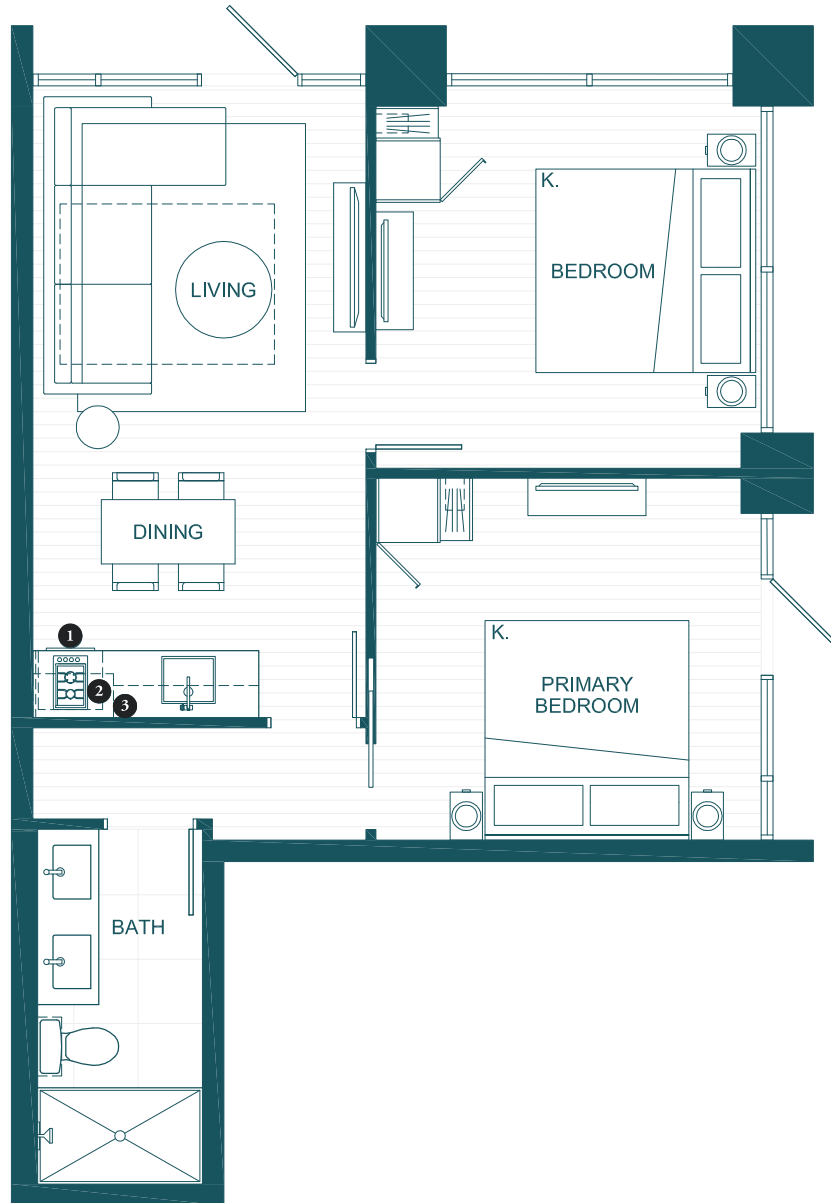 K.
BEDROOM
LIVING
DINING
K.
1
2
3
PRIMARY
BEDROOM
BATH